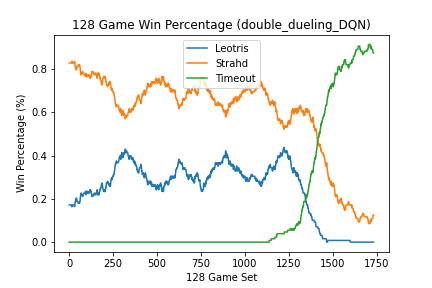 128 Game Win Percentage (double_dueling_DQN)
Leotris
Strahd
Timeout
Win Percentage (%)
0.8
0.6
0.4
0.2
0.0
0 250 500 750 1000 1250 1500 1750
128 Game Set